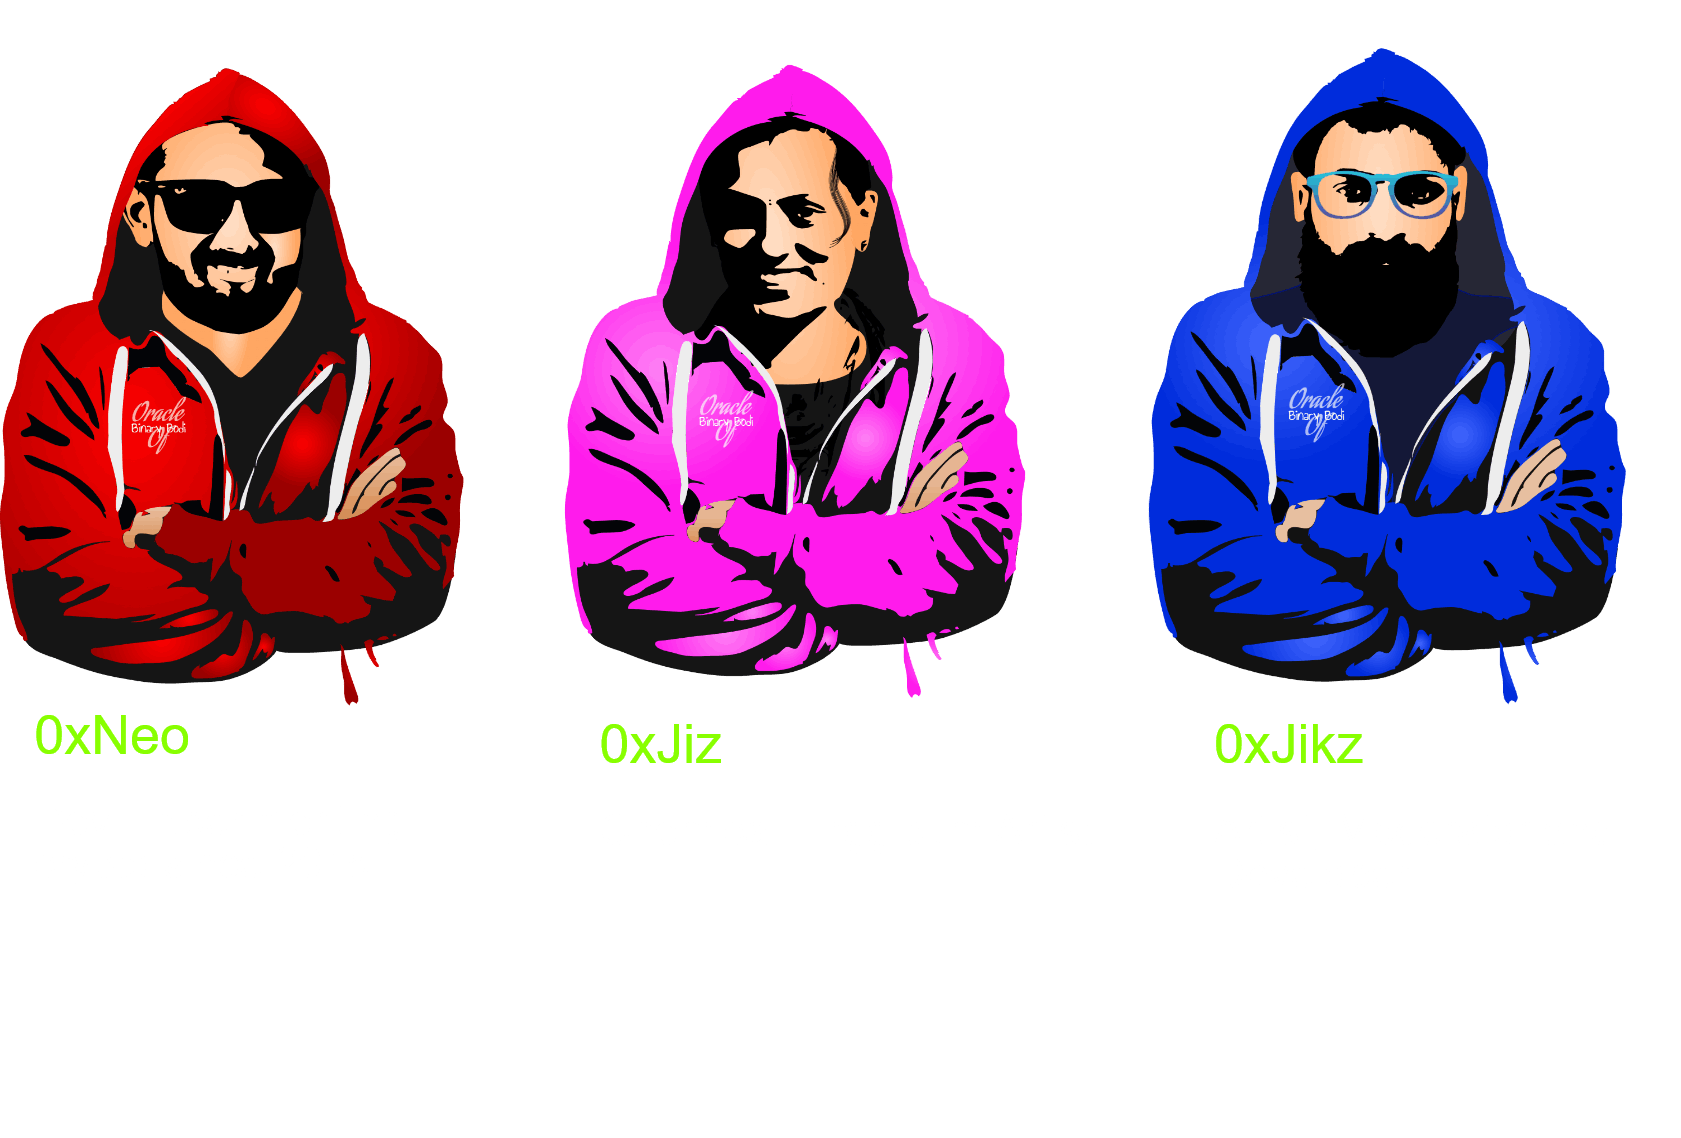 Oracle
Binary Bodi
Of
Oracle
Binary Bodi
Of
Oracle
Binary Bodi
Of
0xNeo
0xJiz
0xJikz